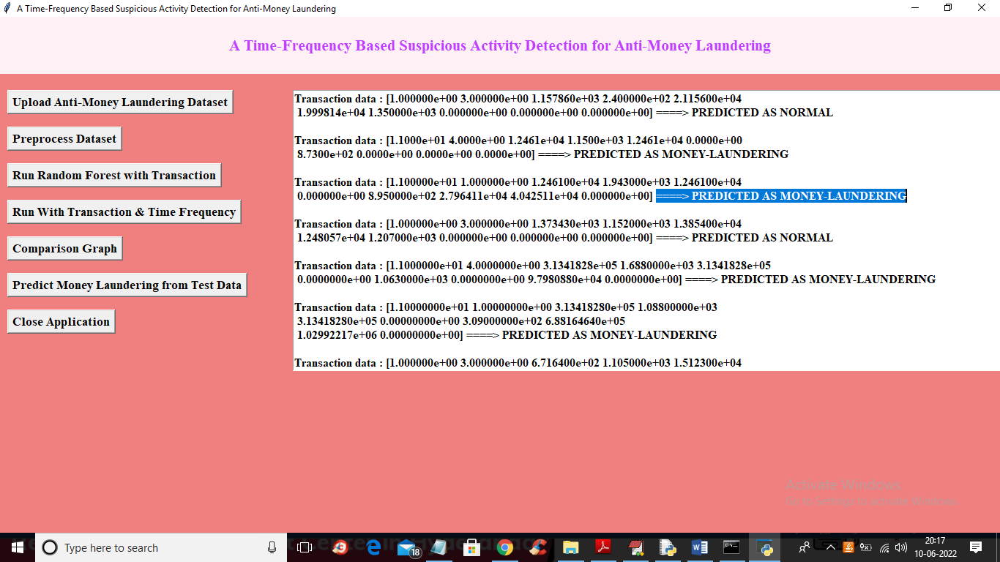 A Time-Frequency Based Suspicious Activity Detection for Anti-Money Laundering
A Time-Frequency Based Suspicious Activity Detection for Anti-Money Laundering
Upload Anti-Money Laundering Dataset
Preprocess Dataset
Run Random Forest with Transaction
Run With Transaction & Time Frequency
Comparison Graph
Predict Money Laundering from Test Data
Close Application
Transaction data : [1.000000e+00 3.000000e+00 1.157860e+03 2.400000e+02 2.115600e+04
1.999814e+04 1.350000e+03 0.000000e+00 0.000000e+00 0.000000e+00] ====> PREDICTED AS NORMAL
Transaction data : [1.1000e+01 4.0000e+00 1.2461e+04 1.1500e+03 1.2461e+04 0.0000e+00
8.7300e+02 0.0000e+00 0.0000e+00 0.0000e+00] ====> PREDICTED AS MONEY-LAUNDERING
Transaction data : [1.100000e+01 1.000000e+00 1.246100e+04 1.943000e+03 1.246100e+04
0.000000e+00 8.950000e+02 2.796411e+04 4.042511e+04 0.000000e+00] ====> PREDICTED AS MONEY-LAUNDERING
Transaction data : [1.000000e+00 3.000000e+00 1.373430e+03 1.152000e+03 1.385400e+04
1.248057e+04 1.207000e+03 0.000000e+00 0.000000e+00 0.000000e+00] ====> PREDICTED AS NORMAL
Transaction data : [1.1000000e+01 4.0000000e+00 3.1341828e+05 1.6880000e+03 3.1341828e+05
0.0000000e+00 1.0630000e+03 0.0000000e+00 9.7980880e+04 0.0000000e+00] ====> PREDICTED AS MONEY-LAUNDERING
Transaction data : [1.10000000e+01 1.00000000e+00 3.13418280e+05 1.08800000e+03
3.13418280e+05 0.00000000e+00 3.09000000e+02 6.88164640e+05
1.02992217e+06 0.00000000e+00] ====> PREDICTED AS MONEY-LAUNDERING
Transaction data : [1.000000e+00 3.000000e+00 6.716400e+02 1.105000e+03 1.512300e+04
Activate Windows
Go to Settings to activate Windows.
Type here to search
18
20:17
10-06-2022